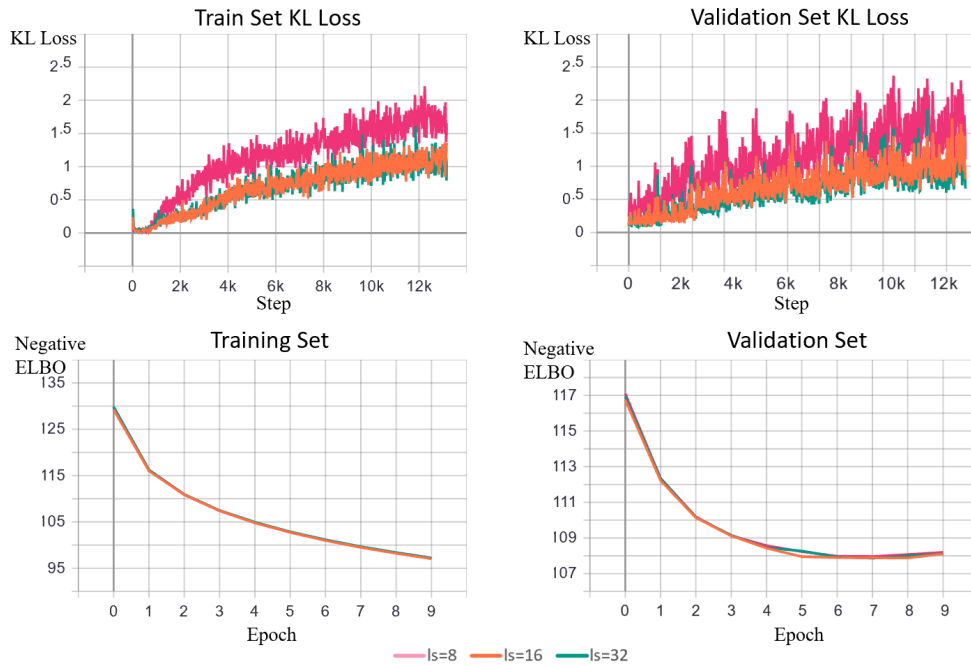 Train Set KL Loss
KL Loss
2.5
2
1.5
1
0.5
0
0 2k 4k 6k 8k 10k 12k
Step
Validation Set KL Loss
KL Loss
2.5
2
1.5
1
0.5
0
0 2k 4k 6k 8k 10k 12k
Step
Training Set
Negative
ELBO
135
125
115
105
95
0 1 2 3 4 5 6 7 8 9
Epoch
Validation Set
Negative
ELBO
117
115
113
111
109
107
0 1 2 3 4 5 6 7 8 9
Epoch
ls=8 ls=16 ls=32